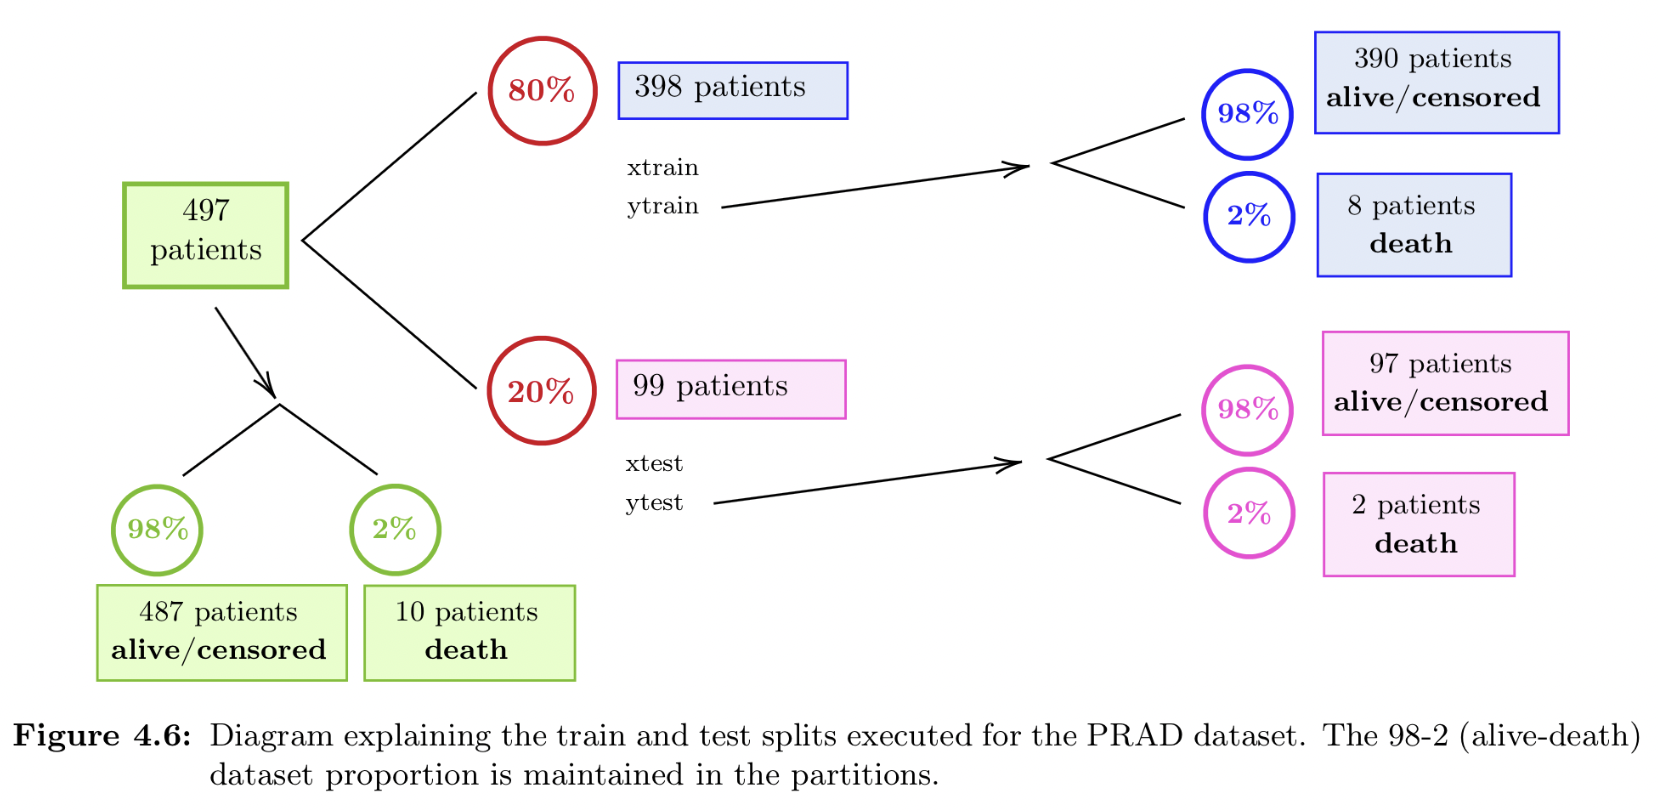 497
patients
80%
398 patients
xtrain
ytrain
98%
390 patients
alive/censored
2%
8 patients
death
20%
99 patients
xtest
ytest
98%
97 patients
alive/censored
2%
2 patients
death
98%
487 patients
alive/censored
2%
10 patients
death
Figure 4.6: Diagram explaining the train and test splits executed for the PRAD dataset. The 98-2 (alive-death)
dataset proportion is maintained in the partitions.